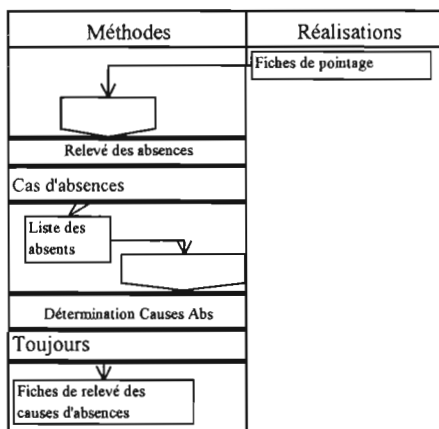 Méthodes
Réalisations
Fiches de pointage
Relevé des absences
Cas d'absences
Liste des
absents
Détermination Causes Abs
Toujours
Fiches de relevé des
causes d'absences